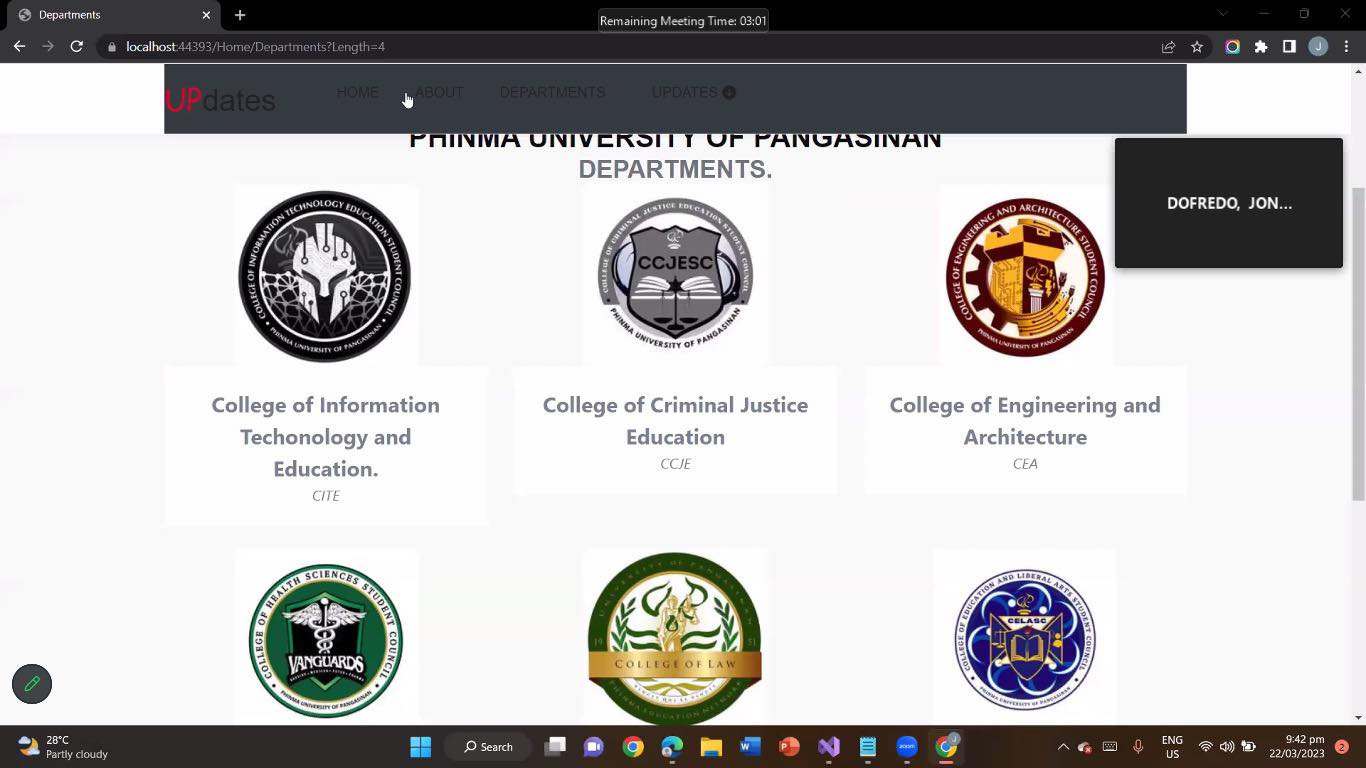 Departments
Remaining Meeting Time: 03:01
localhost:44393/Home/Departments?Length=4
J
UPdates
HOME
ABOUT
DEPARTMENTS
UPDATES
PHINMA UNIVERSITY OF PANGASINAN
DEPARTMENTS.
DOFREDO, JON...
COLLEGE OF INFORMATION TECHNOLOGY EDUCATION STUDENT COUNCIL
PHINMA UNIVERSITY OF PANGASINAN
COLLEGE OF CRIMINAL JUSTICE EDUCATION STUDENT COUNCIL
CCJESC
PHINMA UNIVERSITY OF PANGASINAN
COLLEGE OF ENGINEERING AND ARCHITECTURE STUDENT COUNCIL
PHINMA UNIVERSITY OF PANGASINAN
College of Information
Techonology and
Education.
CITE
College of Criminal Justice
Education
CCJE
College of Engineering and
Architecture
CEA
COLLEGE OF HEALTH SCIENCES STUDENT COUNCIL
VANGUARDS
PHINMA UNIVERSITY OF PANGASINAN
UNIVERSITY OF PANGASINAN
19 51
COLLEGE OF LAW
PHINMA EDUCATION NETWORK
COLLEGE OF EDUCATION AND LIBERAL ARTS STUDENT COUNCIL
CELASC
PHINMA UNIVERSITY OF PANGASINAN
28°C
Partly cloudy
Search
zoom
J
ENG
US
9:42 pm
22/03/2023
2